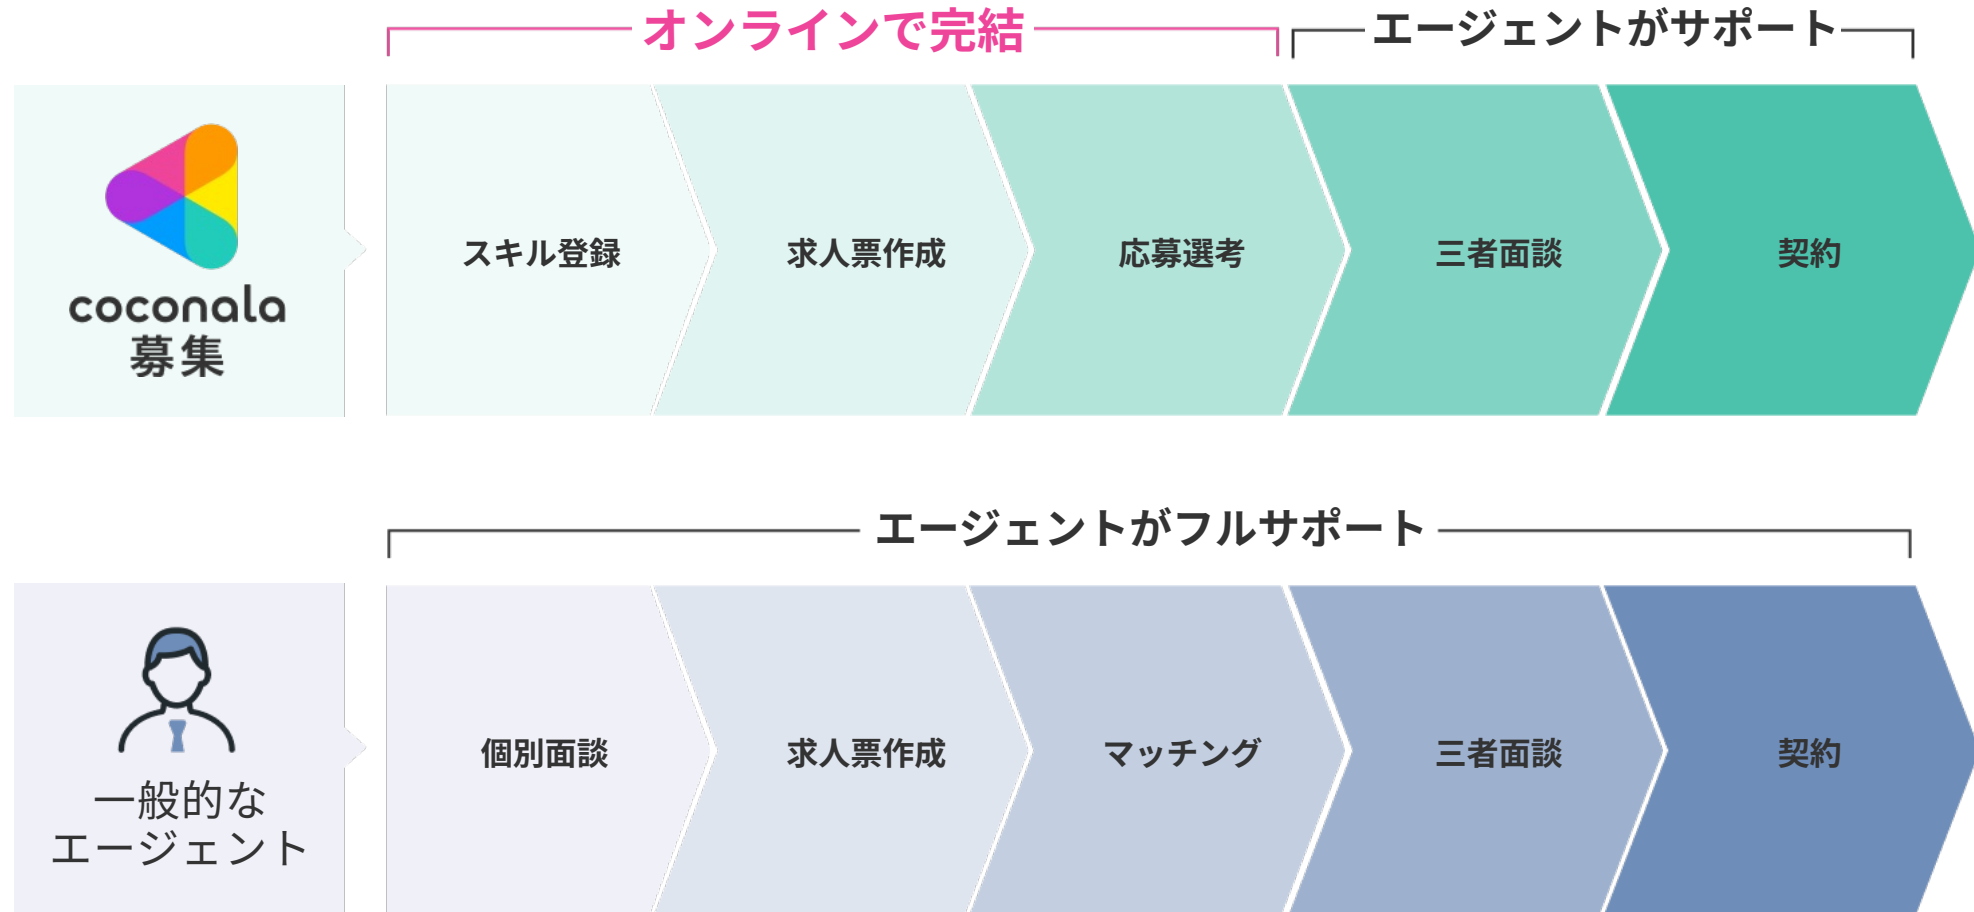 オンラインで完結
エージェントがサポート
coconala
募集
スキル登録
求人票作成
応募選考
三者面談
契約
エージェントがフルサポート
一般的な
エージェント
個別面談
求人票作成
マッチング
三者面談
契約